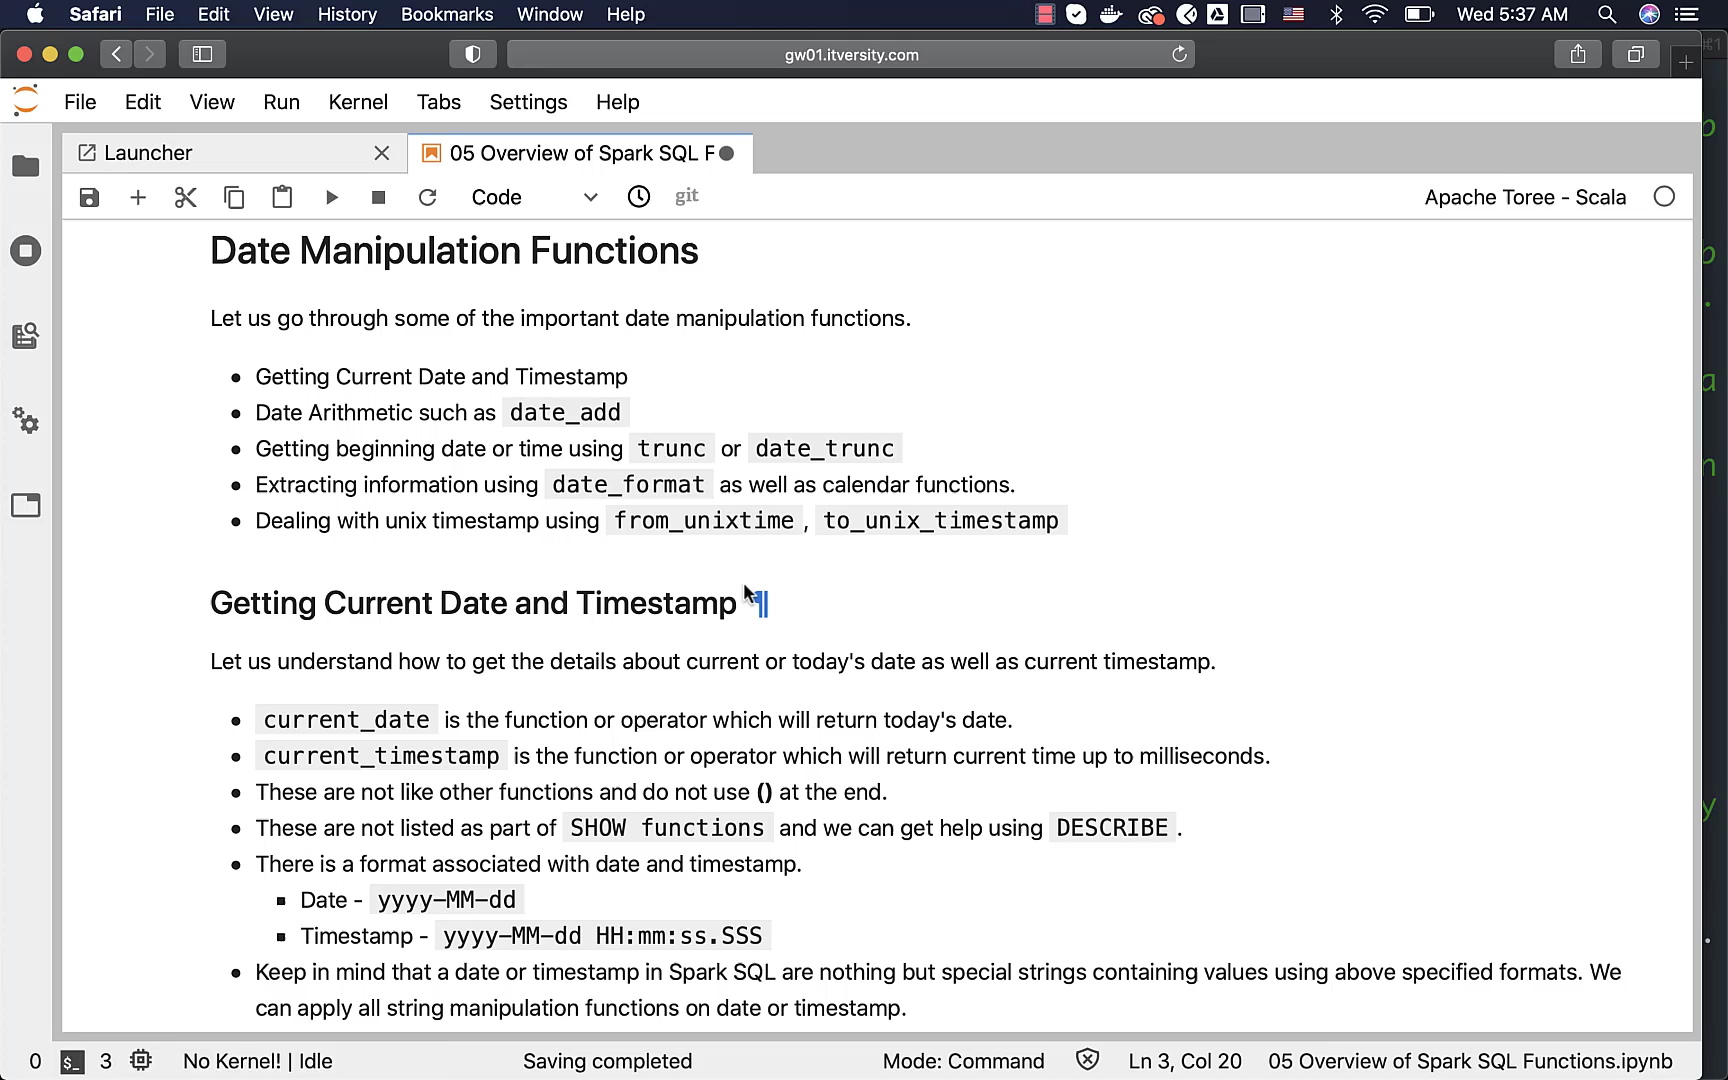 Safari File Edit View History Bookmarks Window Help Wed 5:37 AM
gw01.itversity.com
File Edit View Run Kernel Tabs Settings Help
Launcher 05 Overview of Spark SQL F
Code git Apache Toree - Scala
Date Manipulation Functions
Let us go through some of the important date manipulation functions.
• Getting Current Date and Timestamp
• Date Arithmetic such as date_add
• Getting beginning date or time using trunc or date_trunc
• Extracting information using date_format as well as calendar functions.
• Dealing with unix timestamp using from_unixtime , to_unix_timestamp
Getting Current Date and Timestamp ¶
Let us understand how to get the details about current or today's date as well as current timestamp.
• current_date is the function or operator which will return today's date.
• current_timestamp is the function or operator which will return current time up to milliseconds.
• These are not like other functions and do not use () at the end.
• These are not listed as part of SHOW functions and we can get help using DESCRIBE .
• There is a format associated with date and timestamp.
▪ Date - yyyy-MM-dd
▪ Timestamp - yyyy-MM-dd HH:mm:ss.SSS
• Keep in mind that a date or timestamp in Spark SQL are nothing but special strings containing values using above specified formats. We
can apply all string manipulation functions on date or timestamp.
0 $_ 3 No Kernel! | Idle Saving completed Mode: Command Ln 3, Col 20 05 Overview of Spark SQL Functions.ipynb